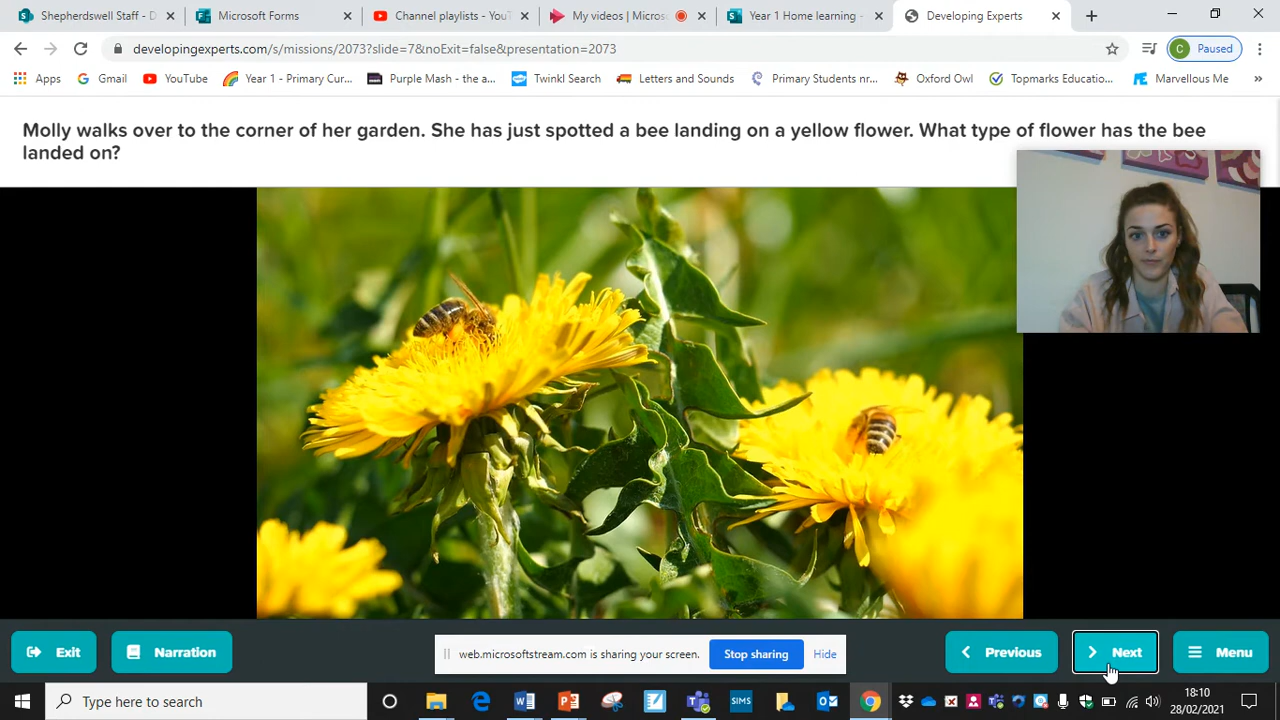 Shepherdswell Staff - D
Microsoft Forms
Channel playlists - YouT
My videos | Micros
Year 1 Home learning -
Developing Experts
developingexperts.com/s/missions/2073?slide=7&noExit=false&presentation=2073
C Paused
Apps
Gmail
YouTube
Year 1 - Primary Cur...
Purple Mash - the a...
Twinkl Search
Letters and Sounds
Primary Students nr...
Oxford Owl
Topmarks Educatio...
Marvellous Me
»
Molly walks over to the corner of her garden. She has just spotted a bee landing on a yellow flower. What type of flower has the bee
landed on?
Exit
Narration
web.microsoftstream.com is sharing your screen.
Stop sharing
Hide
Previous
Next
Menu
Type here to search
SIMS
18:10
28/02/2021